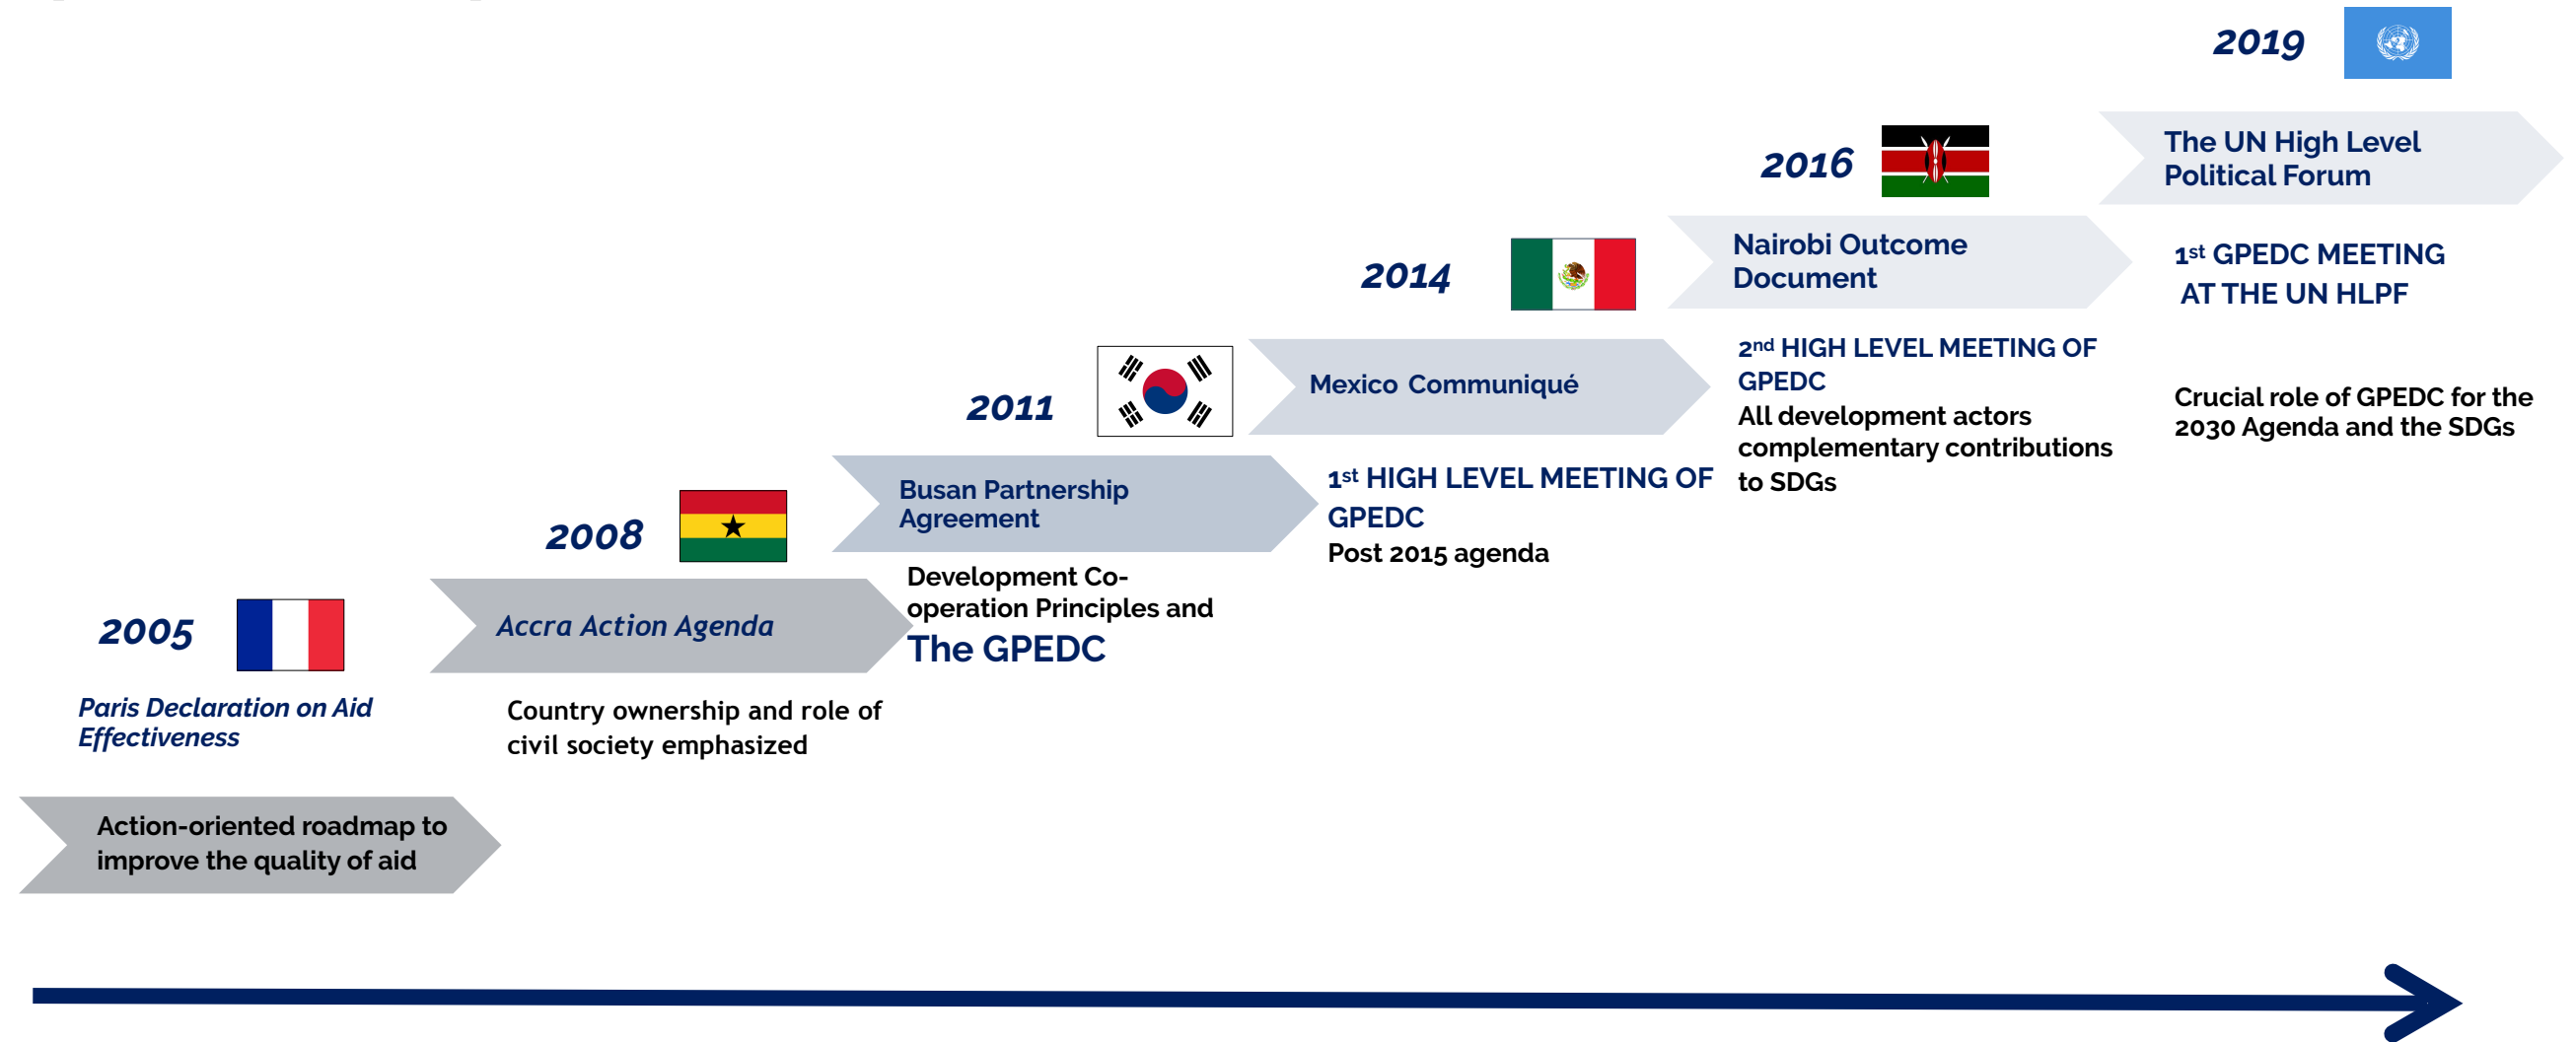 2005
Paris Declaration on Aid
Effectiveness
Action-oriented roadmap to
improve the quality of aid
2008
Accra Action Agenda
Country ownership and role of
civil society emphasized
2011
Busan Partnership
Agreement
Development Co-
operation Principles and
The GPEDC
2014
Mexico Communiqué
1st HIGH LEVEL MEETING OF
GPEDC
Post 2015 agenda
2016
Nairobi Outcome
Document
2nd HIGH LEVEL MEETING OF
GPEDC
All development actors
complementary contributions
to SDGs
2019
The UN High Level
Political Forum
1st GPEDC MEETING
AT THE UN HLPF
Crucial role of GPEDC for the
2030 Agenda and the SDGs